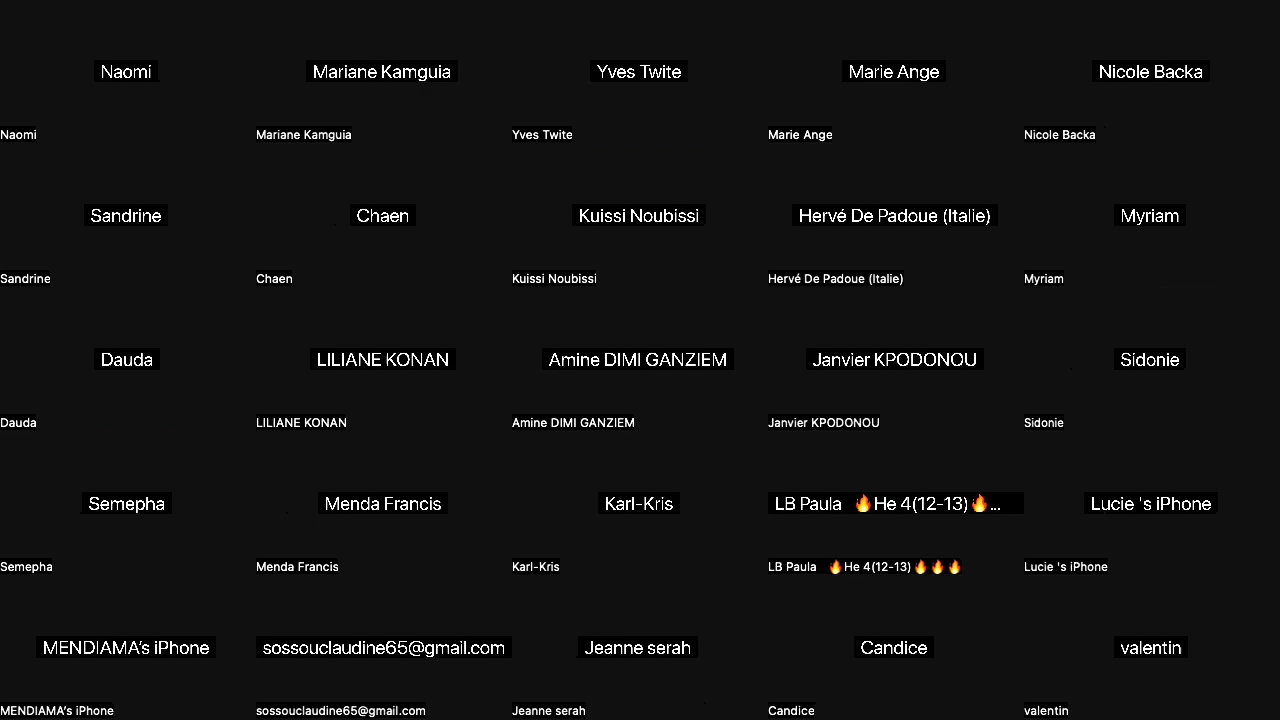 Naomi Mariane Kamguia Yves Twite Marie Ange Nicole Backa
Naomi Mariane Kamguia Yves Twite Marie Ange Nicole Backa
Sandrine Chaen Kuissi Noubissi Hervé De Padoue (Italie) Myriam
Sandrine Chaen Kuissi Noubissi Hervé De Padoue (Italie) Myriam
Dauda LILIANE KONAN Amine DIMI GANZIEM Janvier KPODONOU Sidonie
Dauda LILIANE KONAN Amine DIMI GANZIEM Janvier KPODONOU Sidonie
Semepha Menda Francis Karl-Kris LB Paula 🔥He 4(12-13)🔥... Lucie 's iPhone
Semepha Menda Francis Karl-Kris LB Paula 🔥He 4(12-13)🔥🔥🔥 Lucie 's iPhone
MENDIAMA's iPhone sossouclaudine65@gmail.com Jeanne serah Candice valentin
MENDIAMA's iPhone sossouclaudine65@gmail.com Jeanne serah Candice valentin